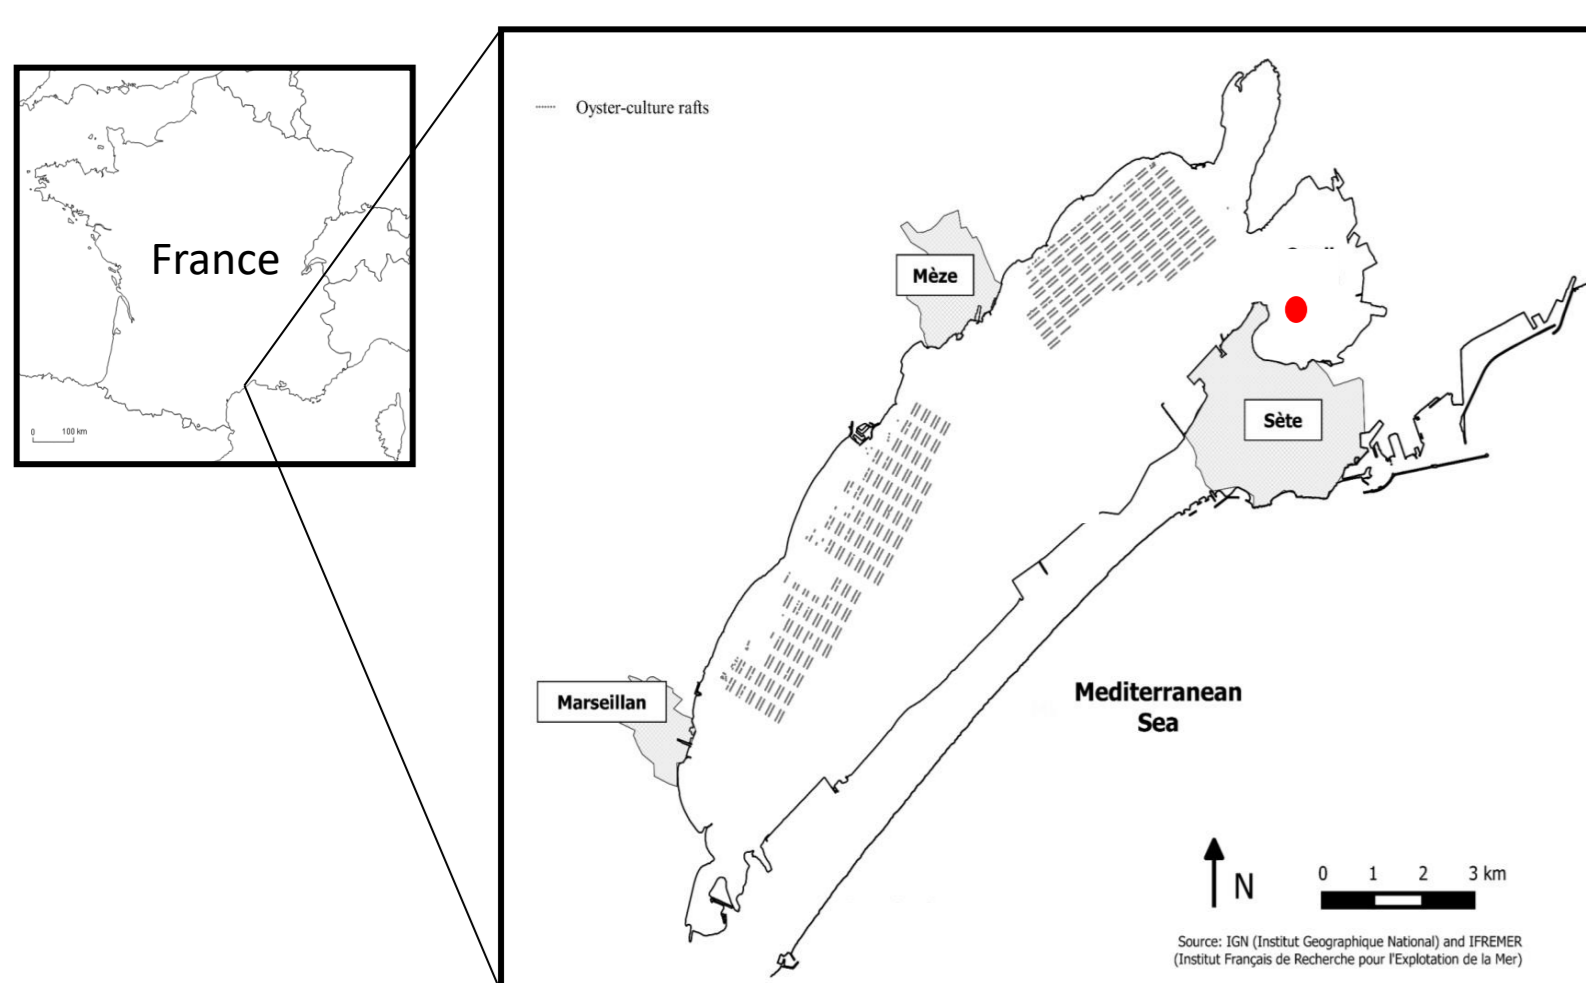 France
0 100 km
Oyster-culture rafts
Mèze
Sète
Marseillan
Mediterranean
Sea
N
0 1 2 3 km
Source: IGN (Institut Geographique National) and IFREMER
(Institut Français de Recherche pour l'Explotation de la Mer)